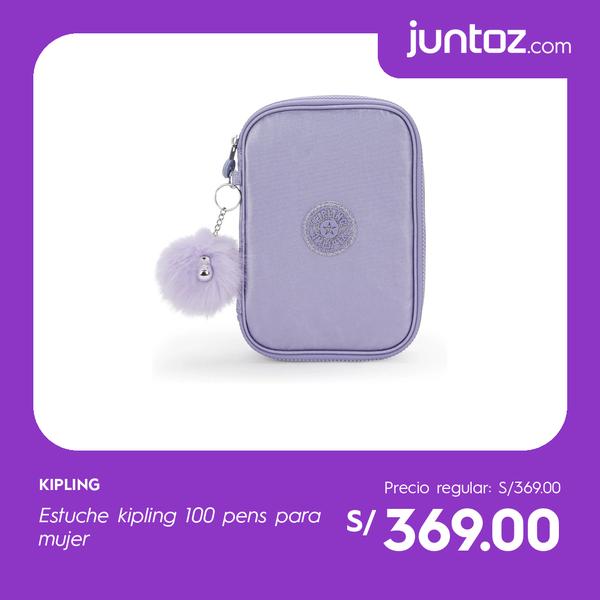 juntoz.com
KIPLING
Estuche kipling 100 pens para
mujer
Precio regular: S/369.00
S/ 369.00